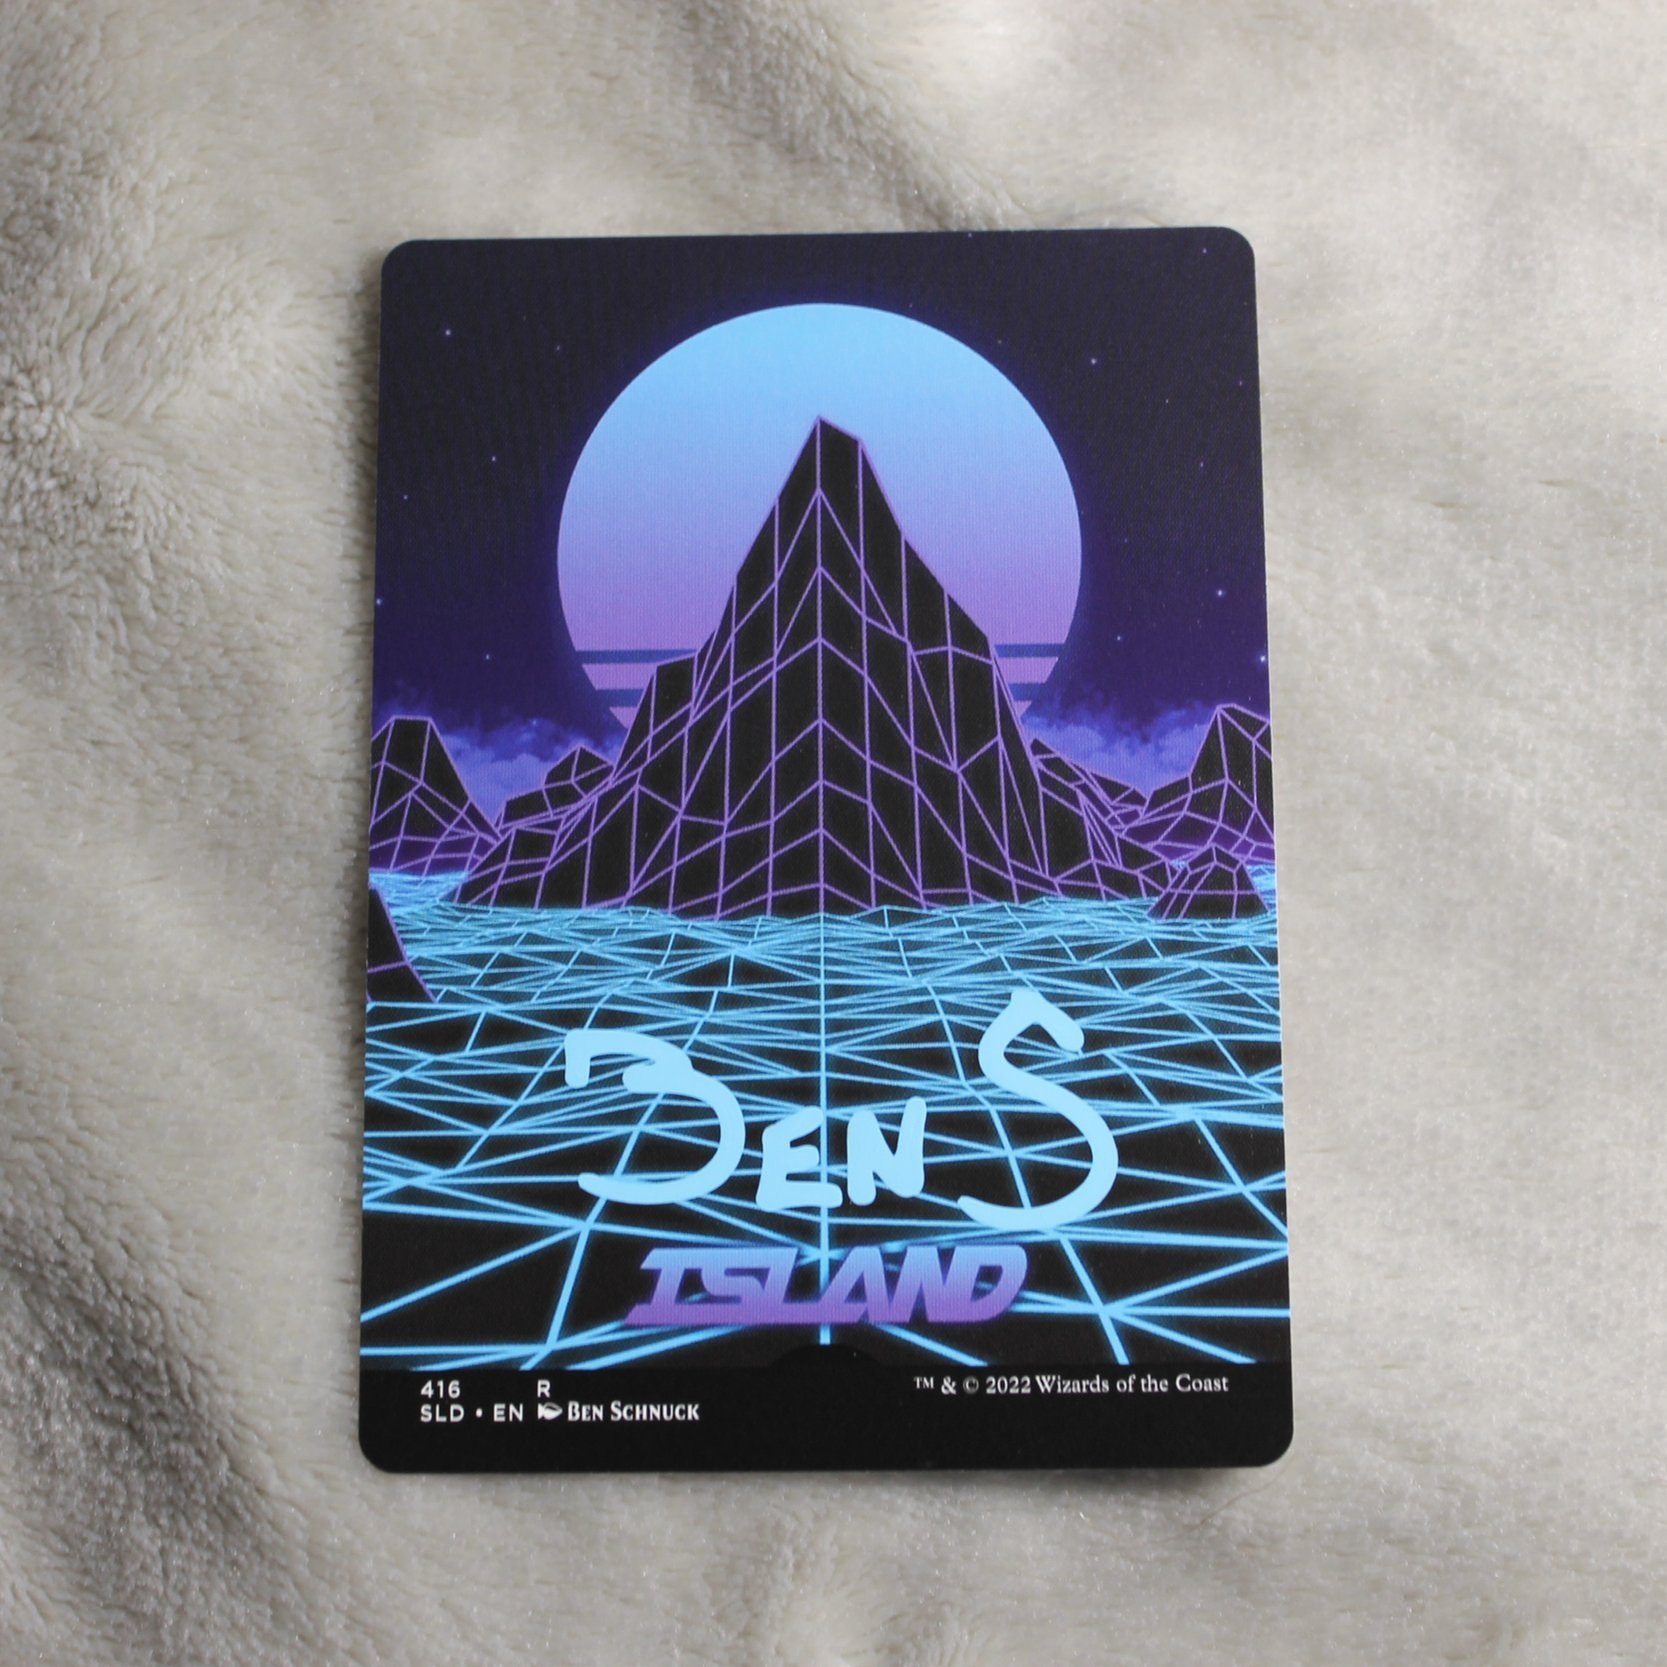 BEN S
ISLAND
416 R
SLD • EN BEN SCHNUCK
™ & © 2022 Wizards of the Coast